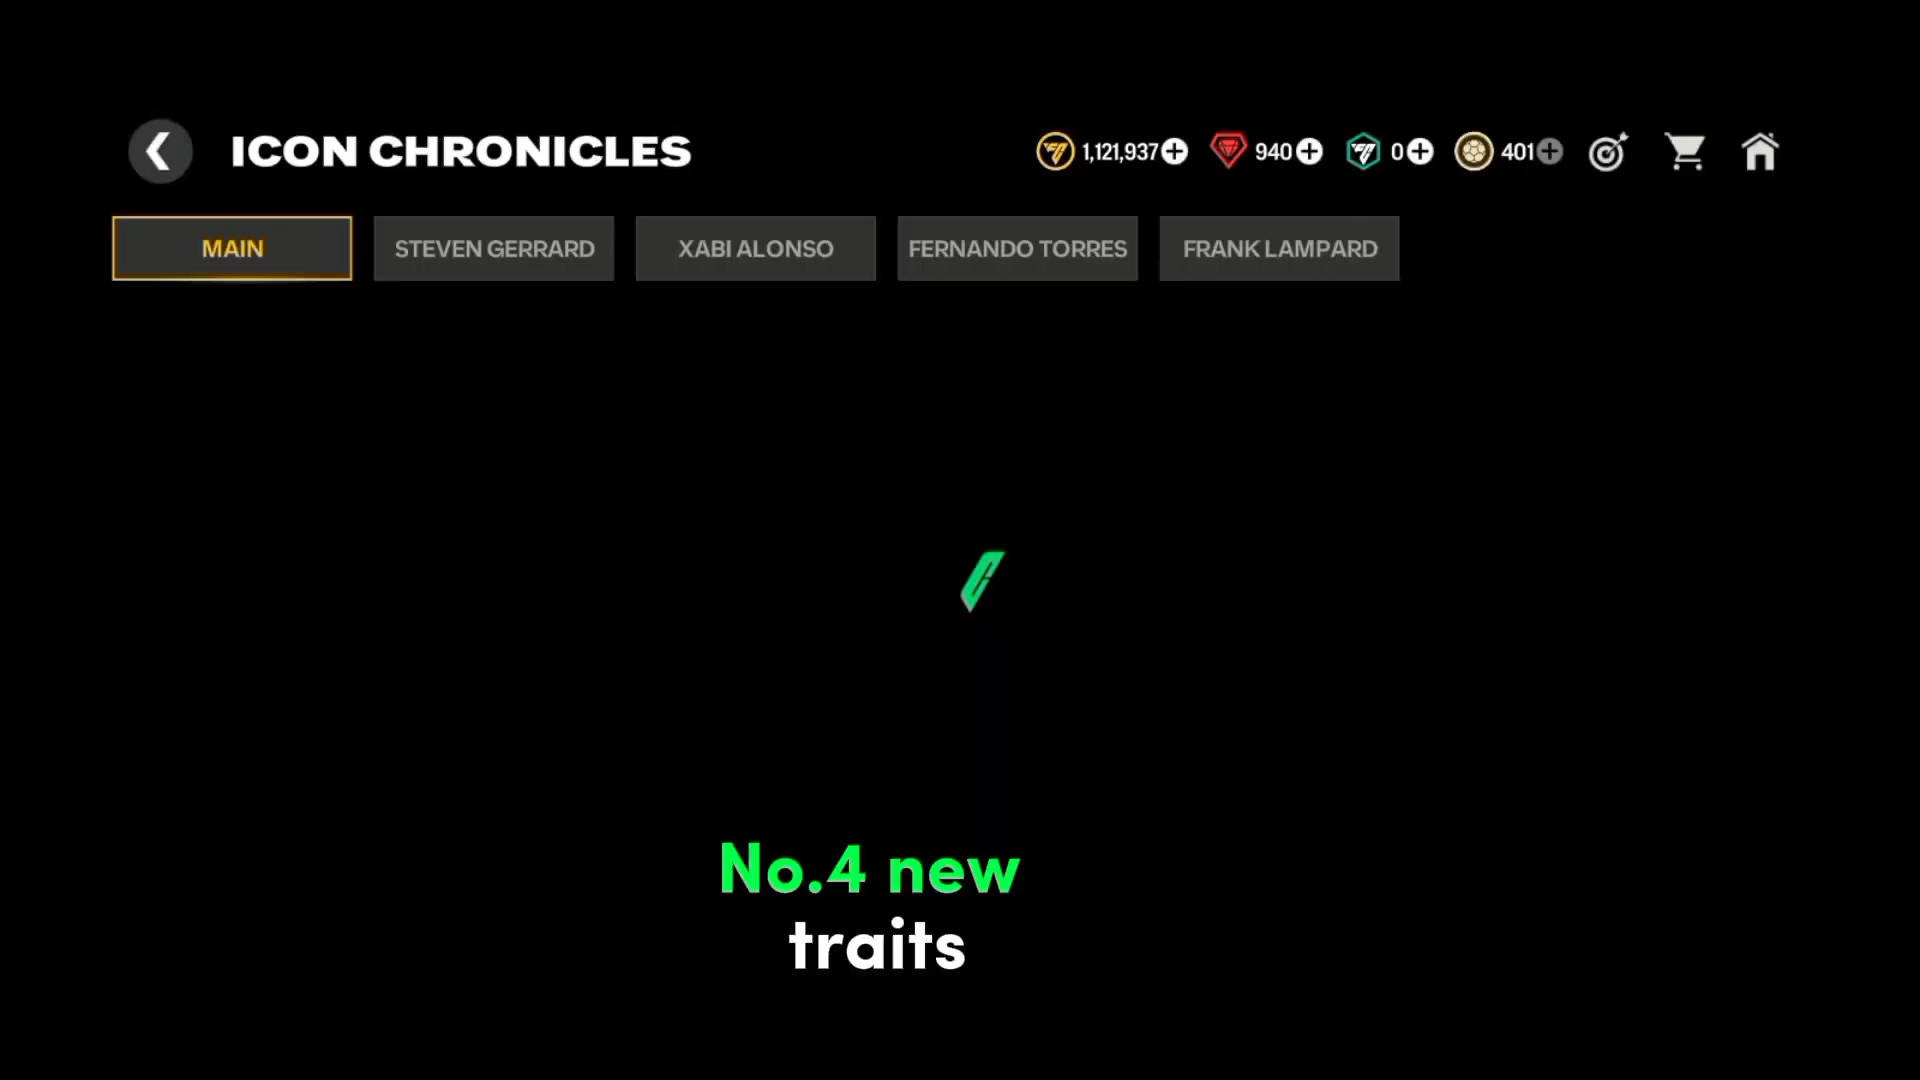 ICON CHRONICLES
1,121,937
940
0
401
MAIN
STEVEN GERRARD
XABI ALONSO
FERNANDO TORRES
FRANK LAMPARD
No.4 new
traits